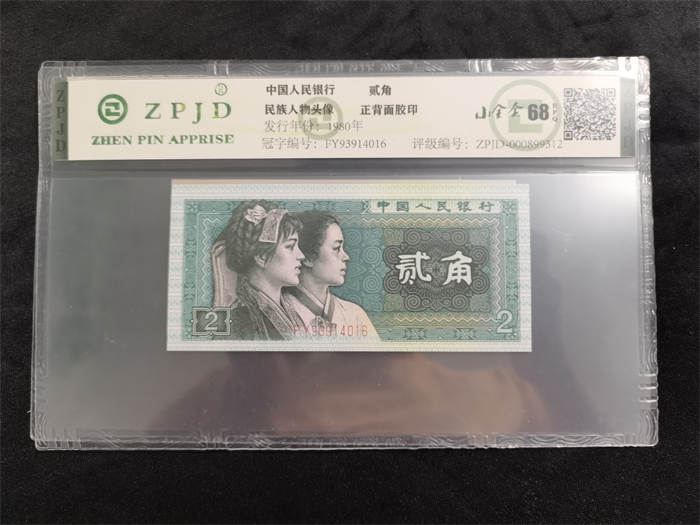 ZPJD
ZPJD®
ZHEN PIN APPRISE
中国人民银行 贰角
民族人物头像 正背面胶印
发行年份：1980年
冠字编号：FY93914016
68
评级编号：ZPJD-000899312
中国人民银行
贰角
2
FY93914016
2